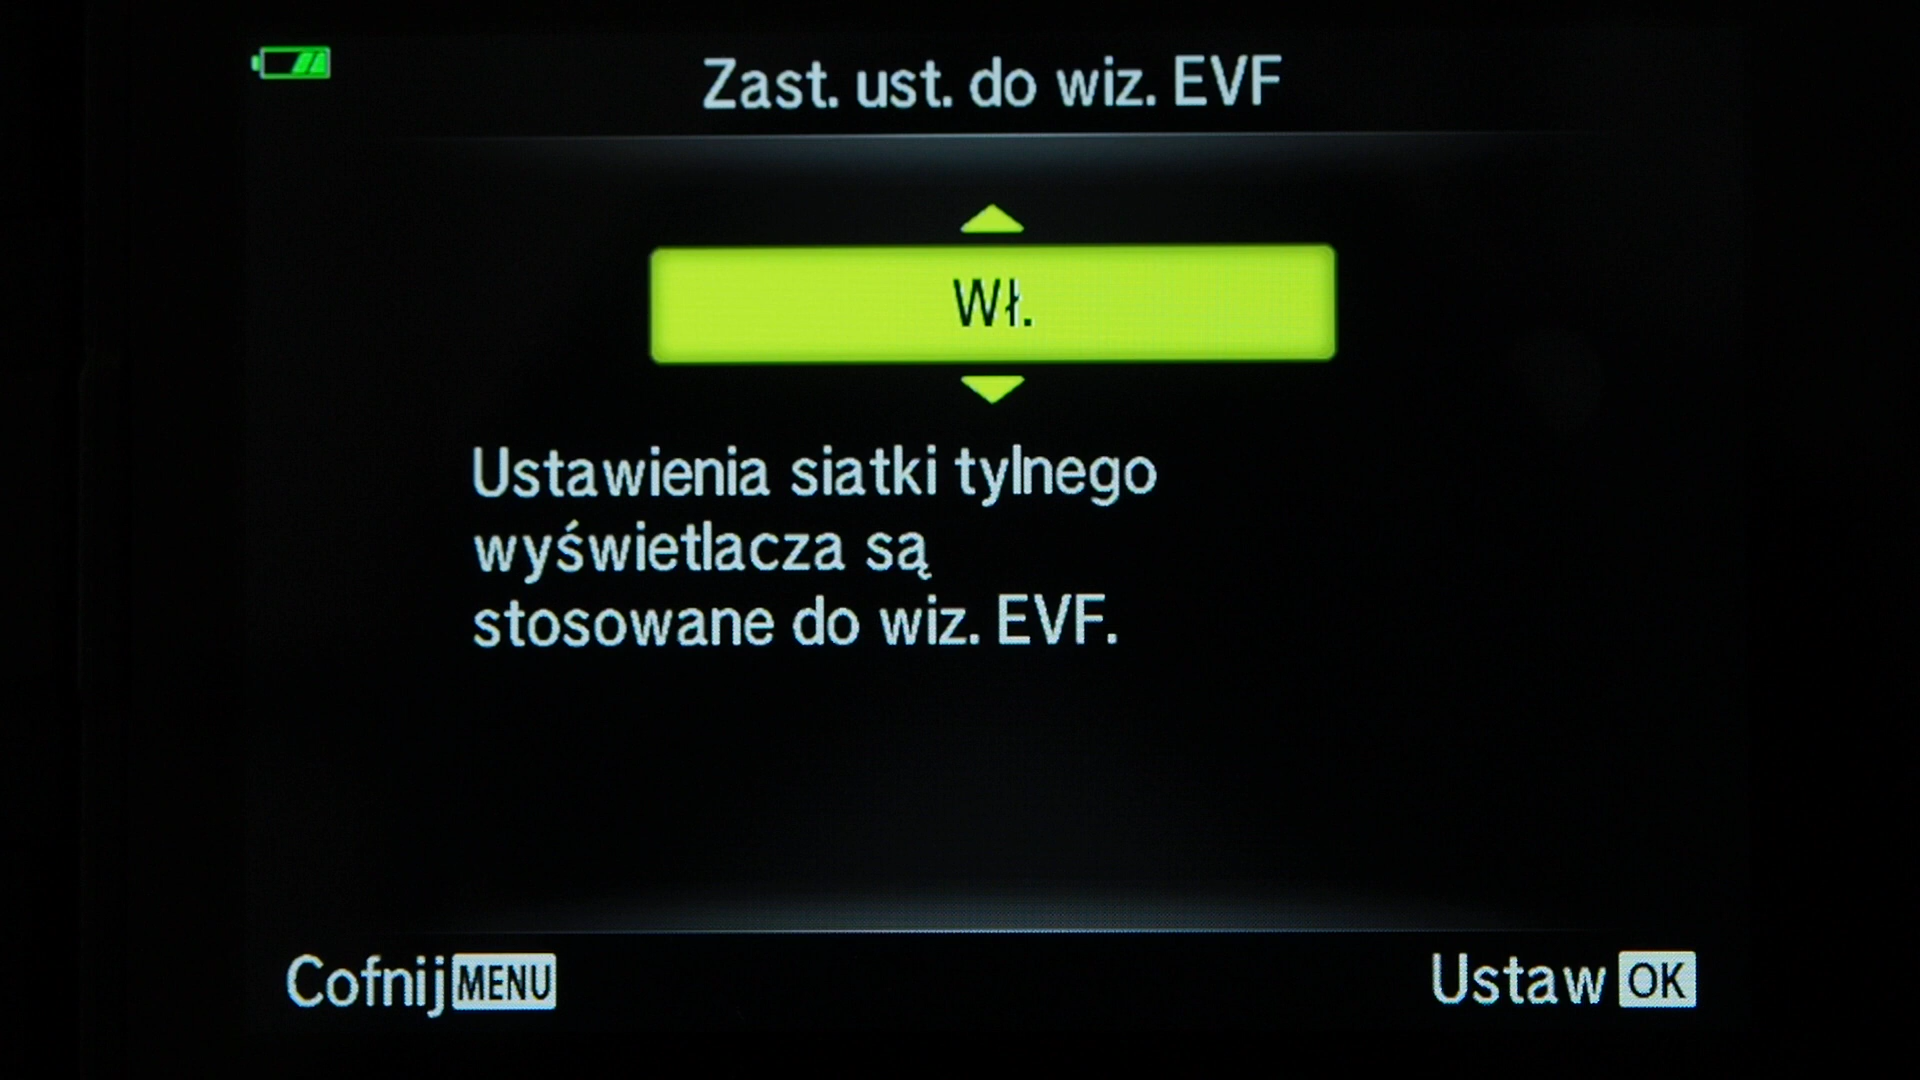 Zast. ust. do wiz. EVF
Wł.
Ustawienia siatki tylnego
wyświetlacza są
stosowane do wiz. EVF.
Cofnij MENU
Ustaw OK